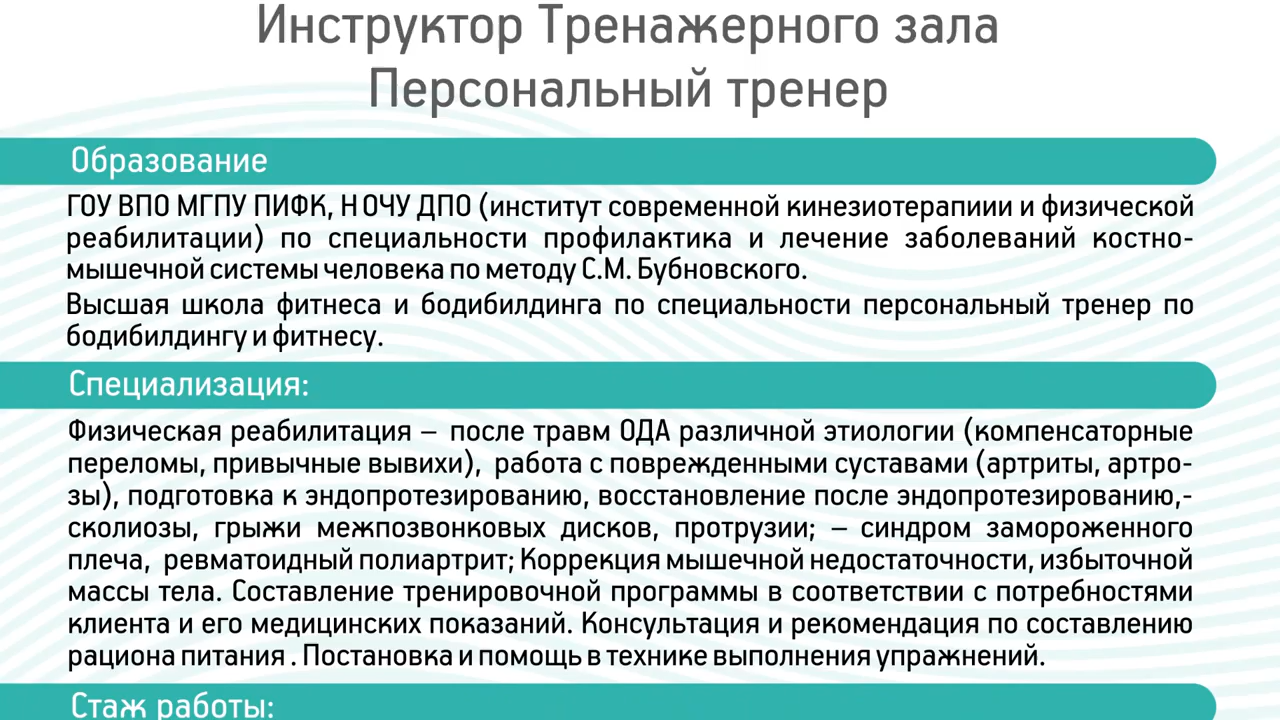 Инструктор Тренажерного зала
Персональный тренер
Образование
ГОУ ВПО МГПУ ПИФК, Н ОЧУ ДПО (институт современной кинезиотерапиии и физической
реабилитации) по специальности профилактика и лечение заболеваний костно-
мышечной системы человека по методу С.М. Бубновского.
Высшая школа фитнеса и бодибилдинга по специальности персональный тренер по
бодибилдингу и фитнесу.
Специализация:
Физическая реабилитация – после травм ОДА различной этиологии (компенсаторные
переломы, привычные вывихи), работа с поврежденными суставами (артриты, артро-
зы), подготовка к эндопротезированию, восстановление после эндопротезирования,-
сколиозы, грыжи межпозвонковых дисков, протрузии; – синдром замороженного
плеча, ревматоидный полиартрит; Коррекция мышечной недостаточности, избыточной
массы тела. Составление тренировочной программы в соответствии с потребностями
клиента и его медицинских показаний. Консультация и рекомендация по составлению
рациона питания . Постановка и помощь в технике выполнения упражнений.
Стаж работы: